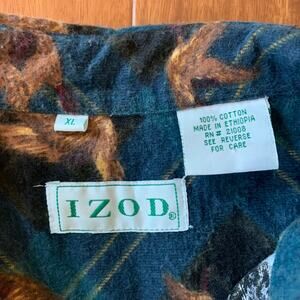 XL
100% COTTON
MADE IN ETHIOPIA
RN # 21008
SEE REVERSE
FOR CARE
IZOD®